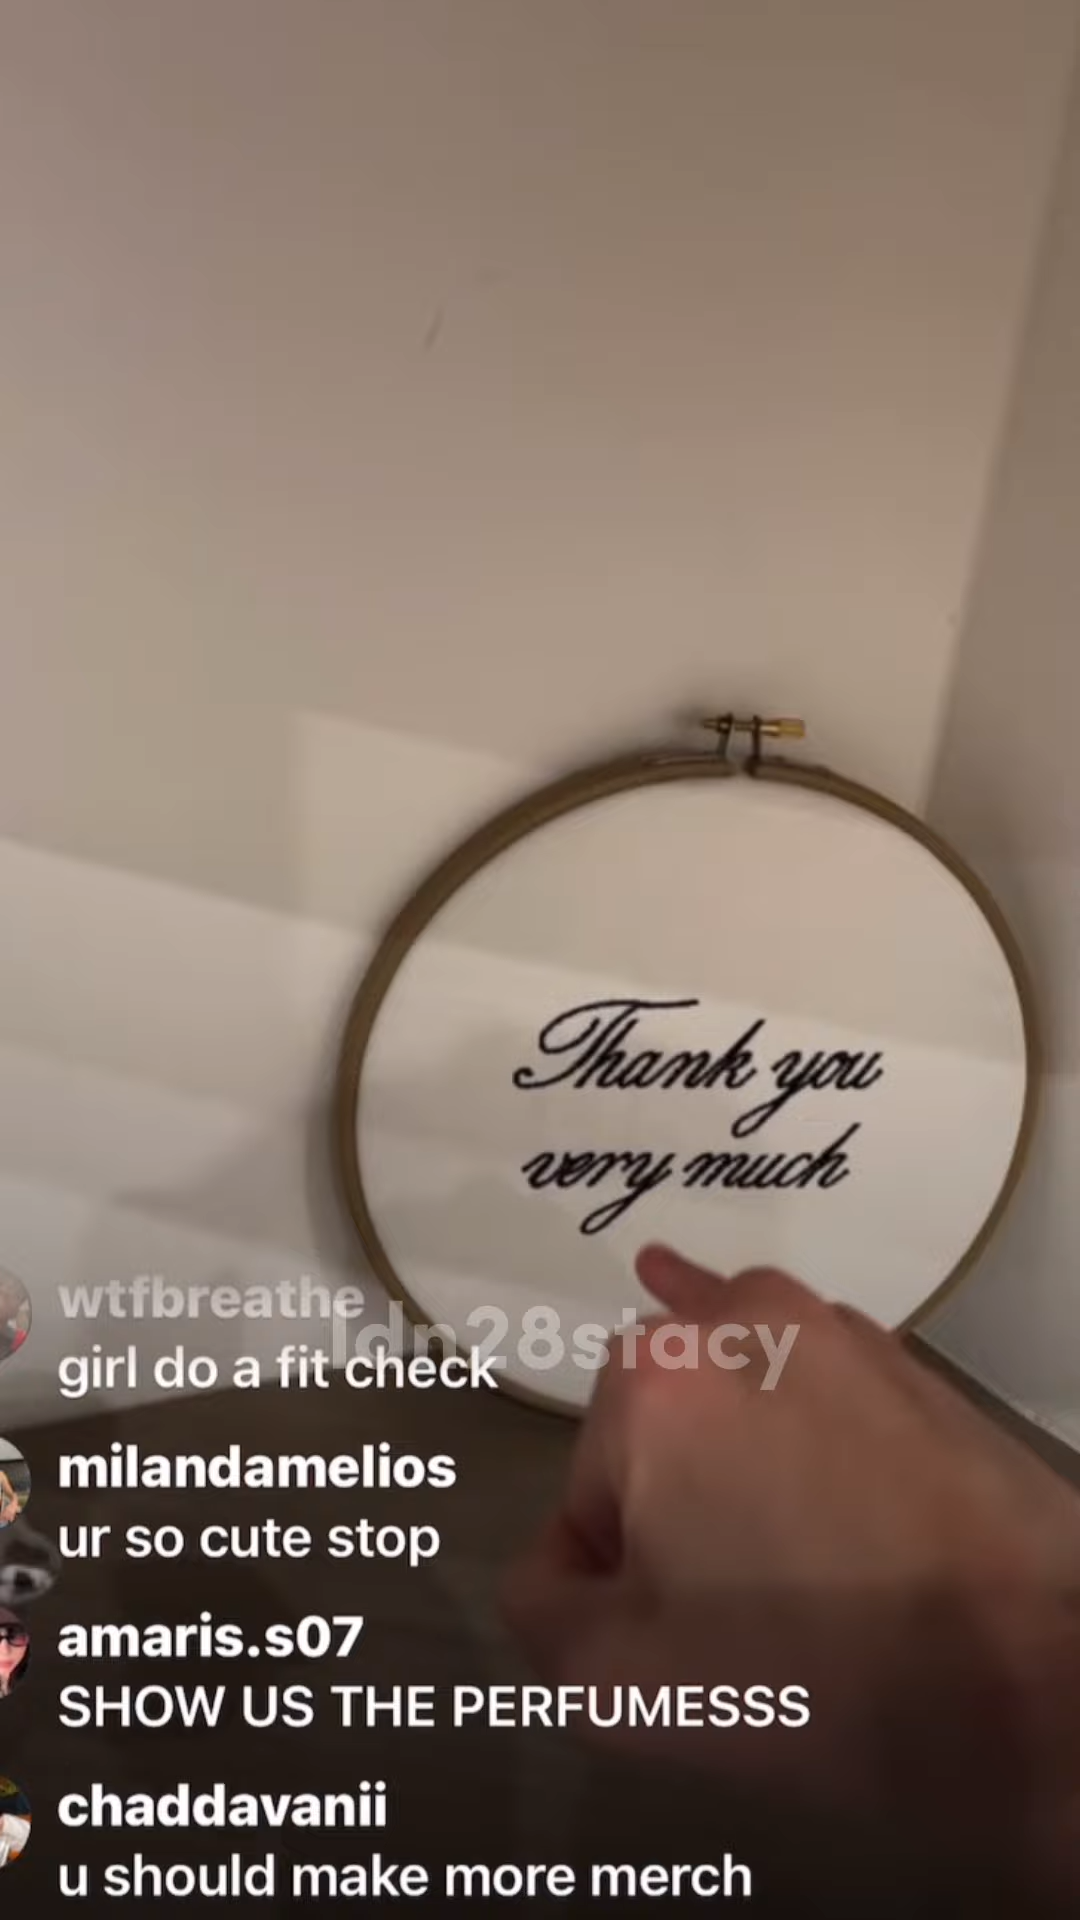 Thank you
very much
wtfbreathe
ldn28stacy
girl do a fit check
milandamelios
ur so cute stop
amaris.s07
SHOW US THE PERFUMESSS
chaddavanii
u should make more merch